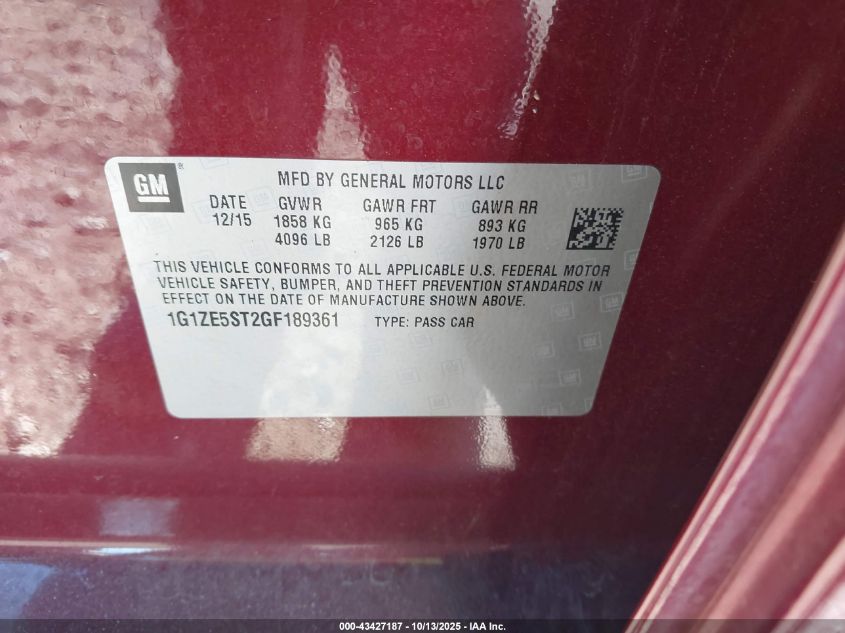 GM
MFD BY GENERAL MOTORS LLC
DATE GVWR GAWR FRT GAWR RR
12/15 1858 KG 965 KG 893 KG
4096 LB 2126 LB 1970 LB
THIS VEHICLE CONFORMS TO ALL APPLICABLE U.S. FEDERAL MOTOR
VEHICLE SAFETY, BUMPER, AND THEFT PREVENTION STANDARDS IN
EFFECT ON THE DATE OF MANUFACTURE SHOWN ABOVE.
1G1ZE5ST2GF189361 TYPE: PASS CAR
000-43427187 - 10/13/2025 - IAA Inc.